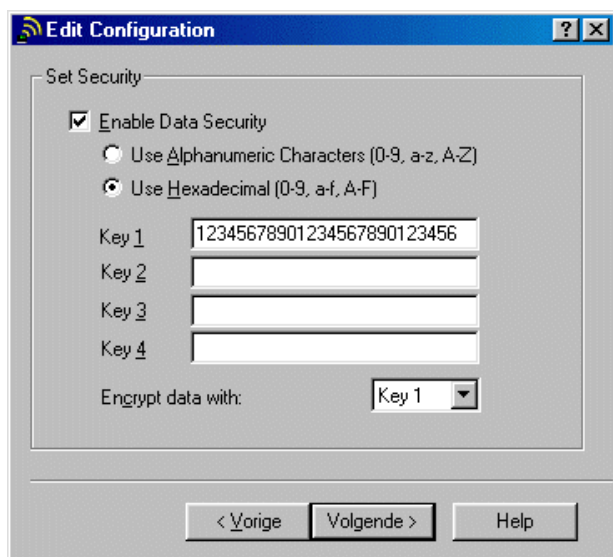 Edit Configuration
Set Security
Enable Data Security
Use Alphanumeric Characters (0-9, a-z, A-Z)
Use Hexadecimal (0-9, a-f, A-F)
Key 1 12345678901234567890123456
Key 2
Key 3
Key 4
Encrypt data with: Key 1
< Vorige Volgende > Help